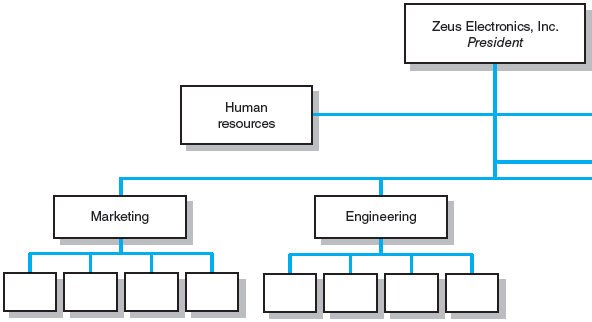 Zeus Electronics, Inc.
President
Human
resources
Marketing
Engineering